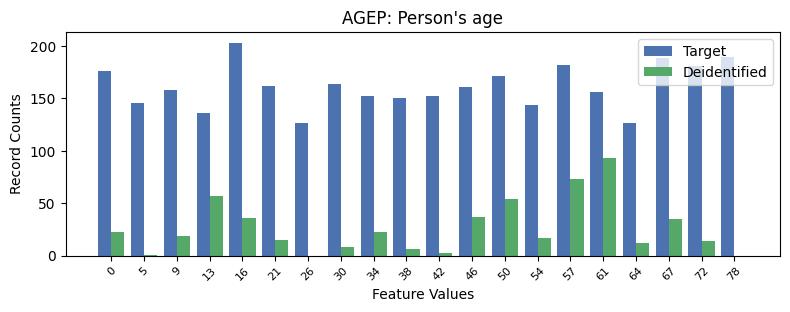 AGEP: Person's age
Record Counts
200
150
100
50
0
Target
Deidentified
0 5 9 13 16 21 26 30 34 38 42 46 50 54 57 61 64 67 72 78
Feature Values